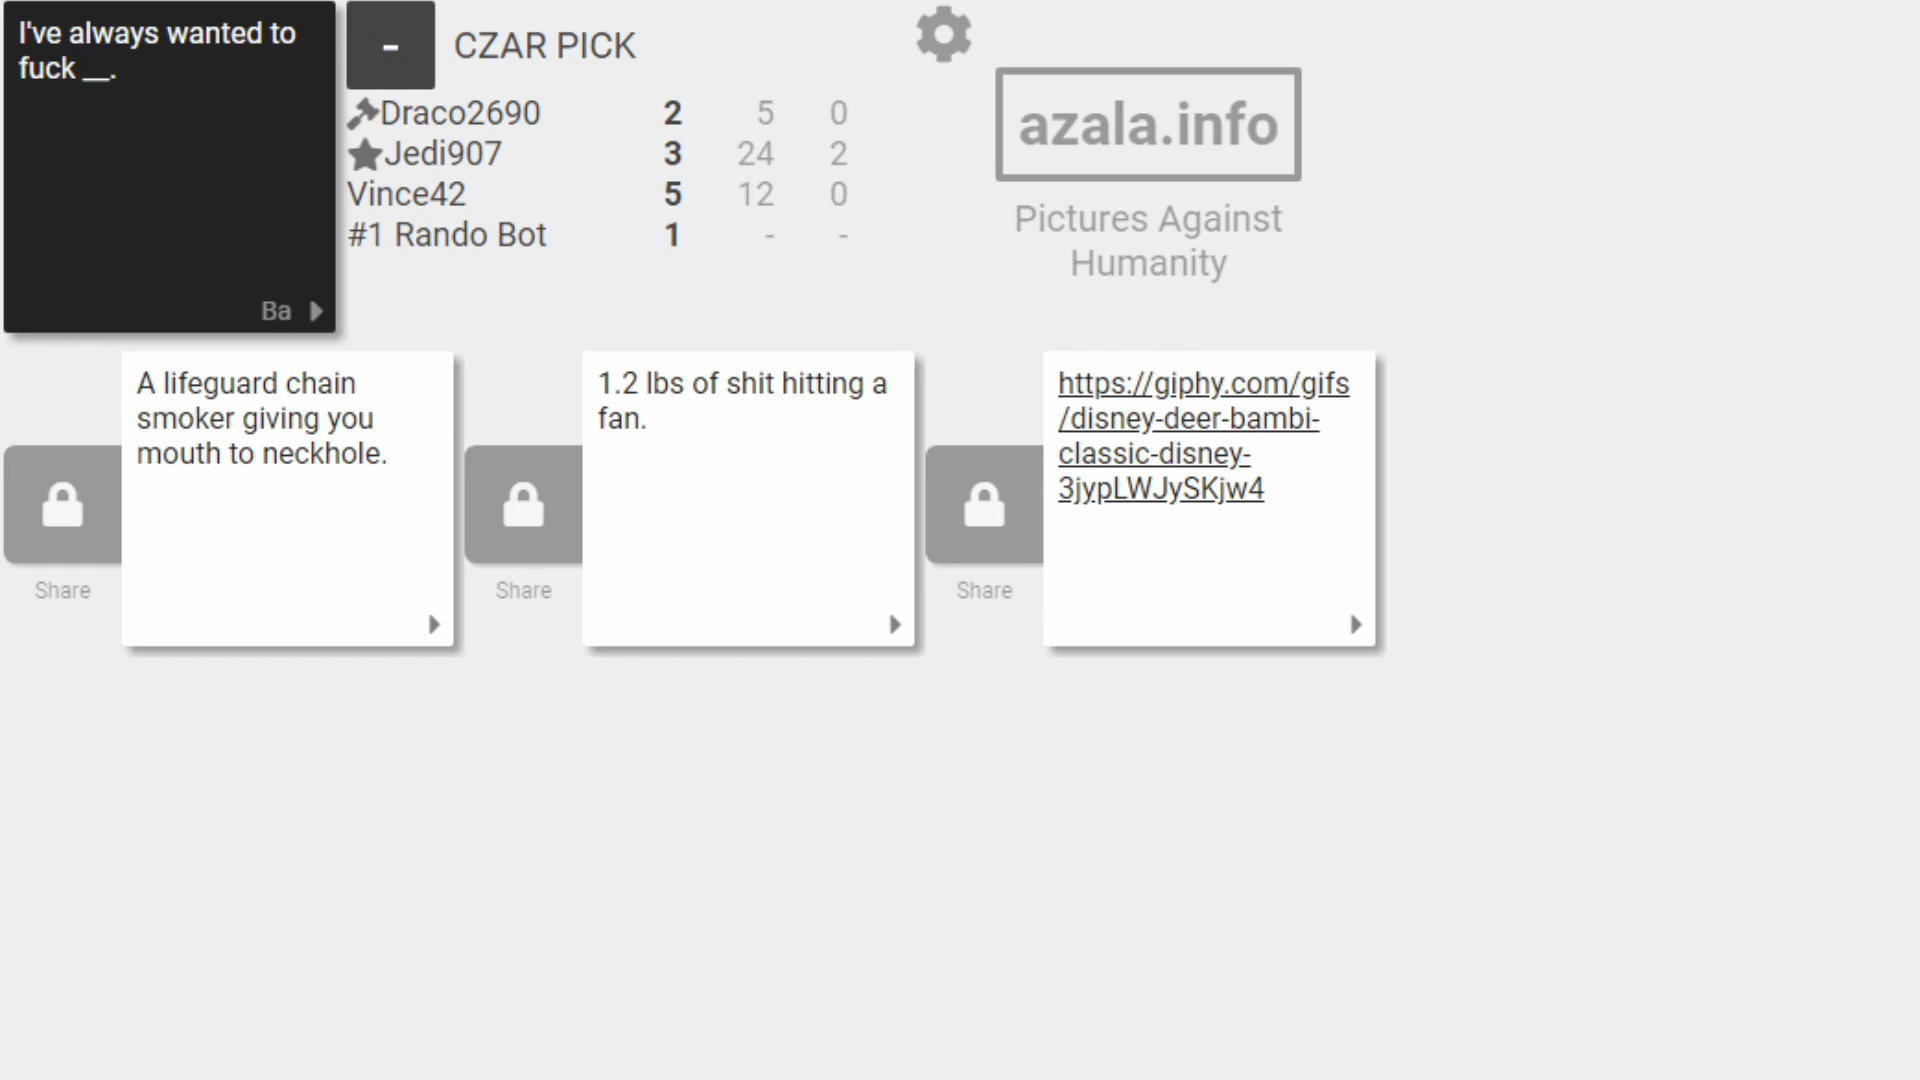 I've always wanted to
fuck __.
Ba
-
CZAR PICK
Draco2690 2 5 0
Jedi907 3 24 2
Vince42 5 12 0
#1 Rando Bot 1 - -
azala.info
Pictures Against
Humanity
Share
A lifeguard chain
smoker giving you
mouth to neckhole.
Share
1.2 lbs of shit hitting a
fan.
Share
https://giphy.com/gifs
/disney-deer-bambi-
classic-disney-
3jypLWJySKjw4